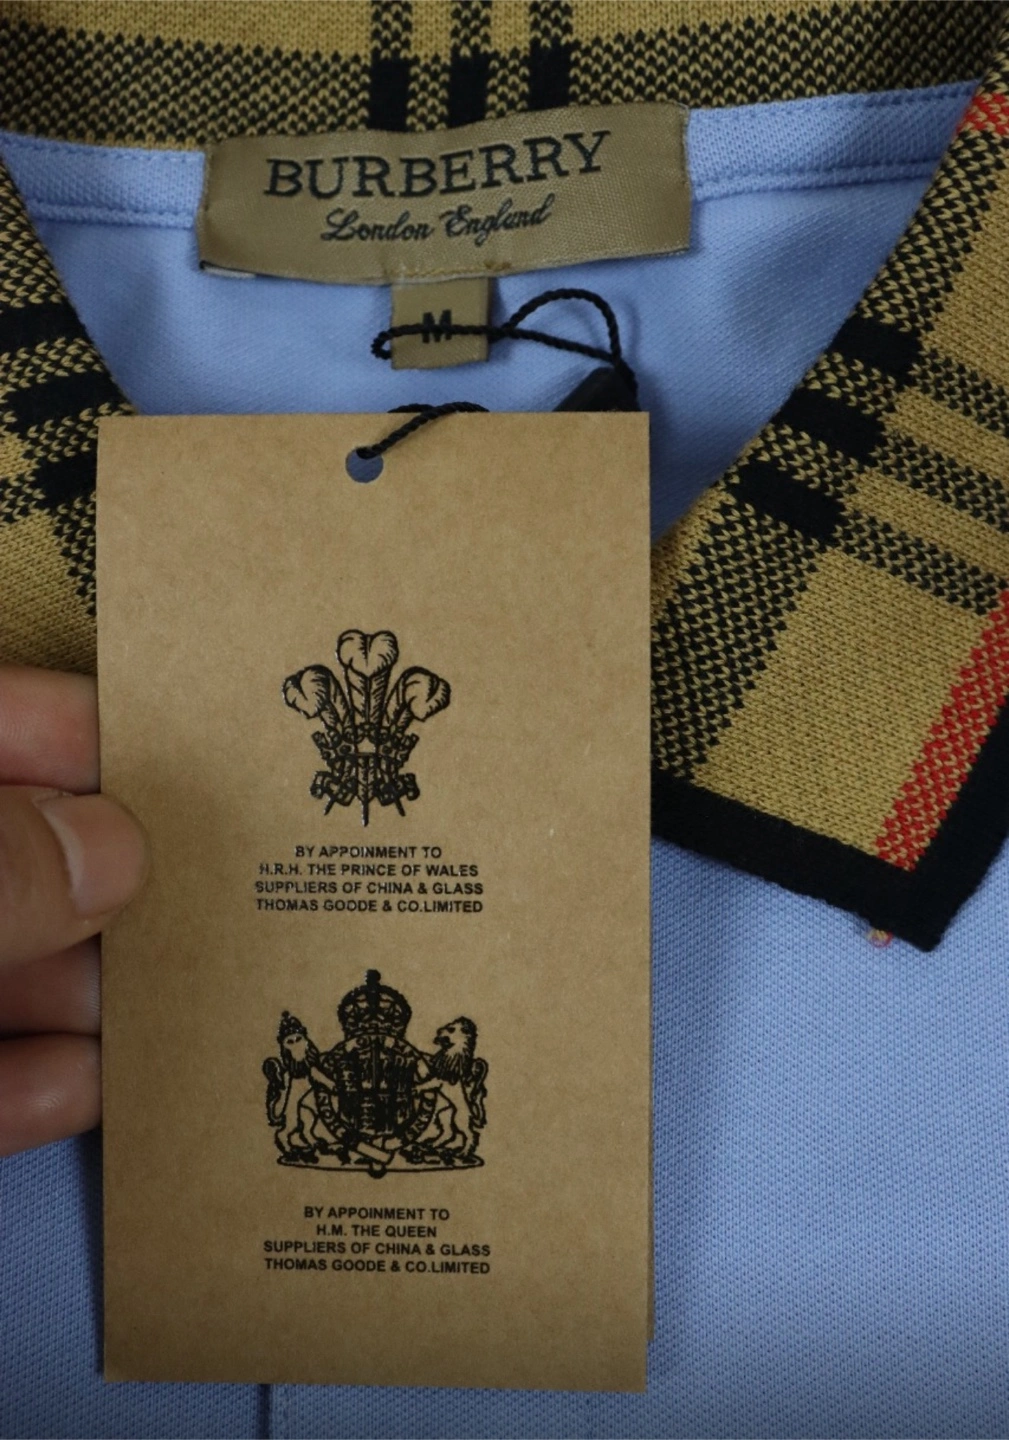 BURBERRY
London England
M
BY APPOINMENT TO
H.R.H. THE PRINCE OF WALES
SUPPLIERS OF CHINA & GLASS
THOMAS GOODE & CO.LIMITED
BY APPOINMENT TO
H.M. THE QUEEN
SUPPLIERS OF CHINA & GLASS
THOMAS GOODE & CO.LIMITED